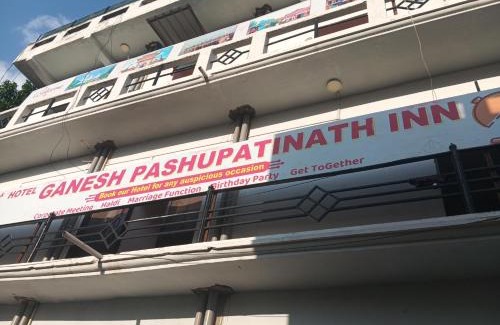 HOTEL GANESH PASHUPATINATH INN
Book our Hotel for any auspicious occasion
Corporate Meeting Haldi Marriage Function Birthday Party Get ToGether